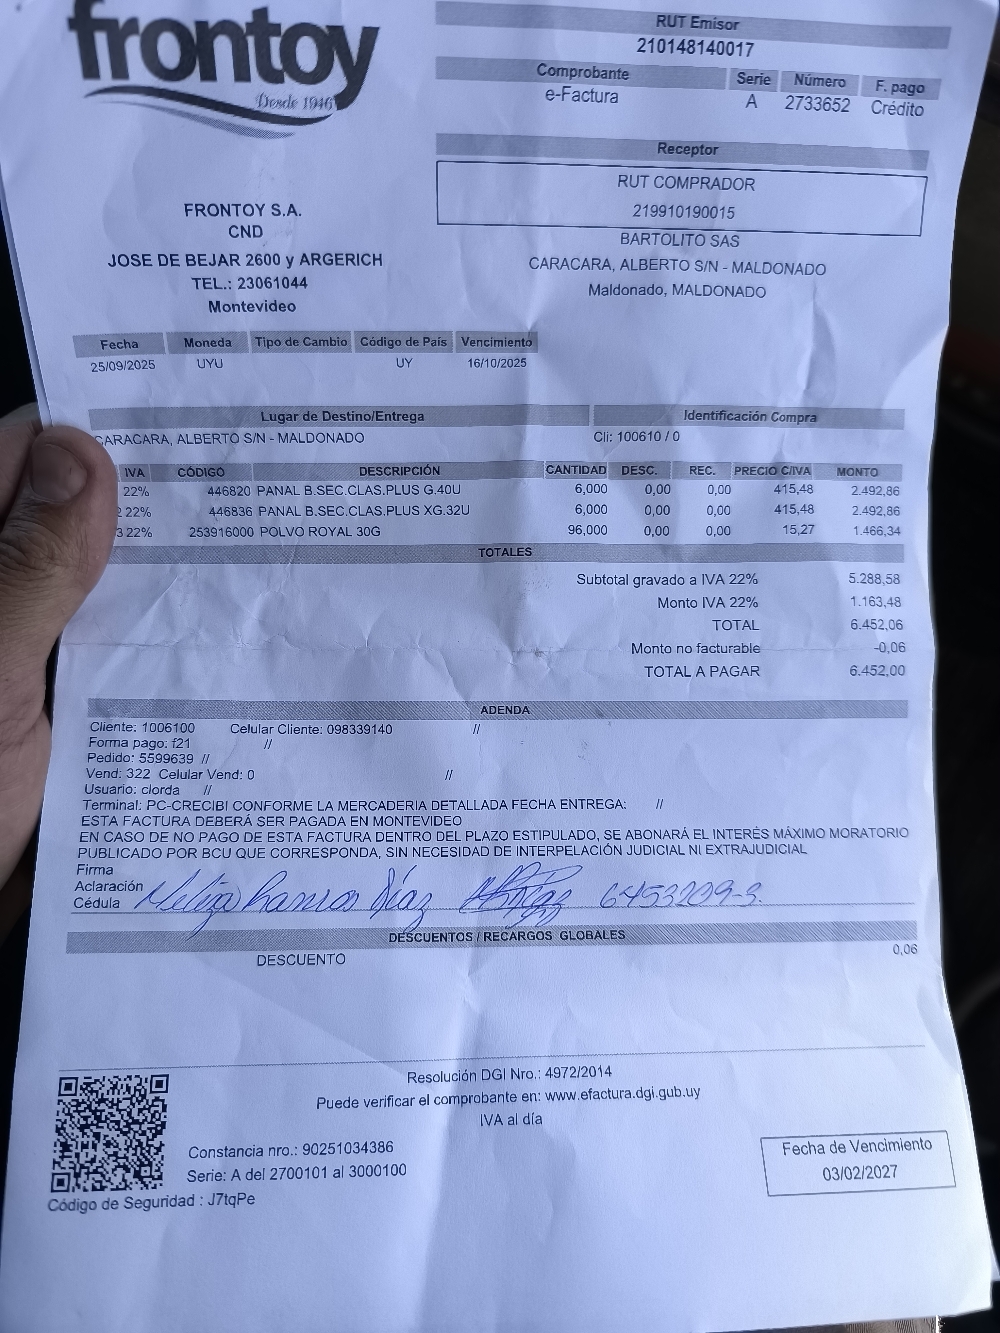 frontoy
Desde 1946
RUT Emisor
210148140017
Comprobante Serie Número F. pago
e-Factura A 2733652 Crédito
Receptor
RUT COMPRADOR
219910190015
BARTOLITO SAS
CARACARA, ALBERTO S/N - MALDONADO
Maldonado, MALDONADO
FRONTOY S.A.
CND
JOSE DE BEJAR 2600 y ARGERICH
TEL.: 23061044
Montevideo
Fecha Moneda Tipo de Cambio Código de País Vencimiento
25/09/2025 UYU UY 16/10/2025
Lugar de Destino/Entrega Identificación Compra
CARACARA, ALBERTO S/N - MALDONADO Cli: 100610 / 0
IVA CÓDIGO DESCRIPCIÓN CANTIDAD DESC. REC. PRECIO C/IVA MONTO
22% 446820 PANAL B.SEC.CLAS.PLUS G.40U 6,000 0,00 0,00 415,48 2.492,86
2 22% 446836 PANAL B.SEC.CLAS.PLUS XG.32U 6,000 0,00 0,00 415,48 2.492,86
3 22% 253916000 POLVO ROYAL 30G 96,000 0,00 0,00 15,27 1.466,34
TOTALES
Subtotal gravado a IVA 22% 5.288,58
Monto IVA 22% 1.163,48
TOTAL 6.452,06
Monto no facturable -0,06
TOTAL A PAGAR 6.452,00
ADENDA
Cliente: 1006100 Celular Cliente: 098339140 //
Forma pago: f21 //
Pedido: 5599639 //
Vend: 322 Celular Vend: 0 //
Usuario: clorda //
Terminal: PC-CRECIBI CONFORME LA MERCADERIA DETALLADA FECHA ENTREGA: //
ESTA FACTURA DEBERÁ SER PAGADA EN MONTEVIDEO
EN CASO DE NO PAGO DE ESTA FACTURA DENTRO DEL PLAZO ESTIPULADO, SE ABONARÁ EL INTERÉS MÁXIMO MORATORIO
PUBLICADO POR BCU QUE CORRESPONDA, SIN NECESIDAD DE INTERPELACIÓN JUDICIAL NI EXTRAJUDICIAL
Firma
Aclaración
Cédula Meliza Ramos Díaz 6453209-3.
DESCUENTOS / RECARGOS GLOBALES
DESCUENTO 0,06
Resolución DGI Nro.: 4972/2014
Puede verificar el comprobante en: www.efactura.dgi.gub.uy
IVA al día
Constancia nro.: 90251034386
Serie: A del 2700101 al 3000100
Código de Seguridad : J7tqPe
Fecha de Vencimiento
03/02/2027